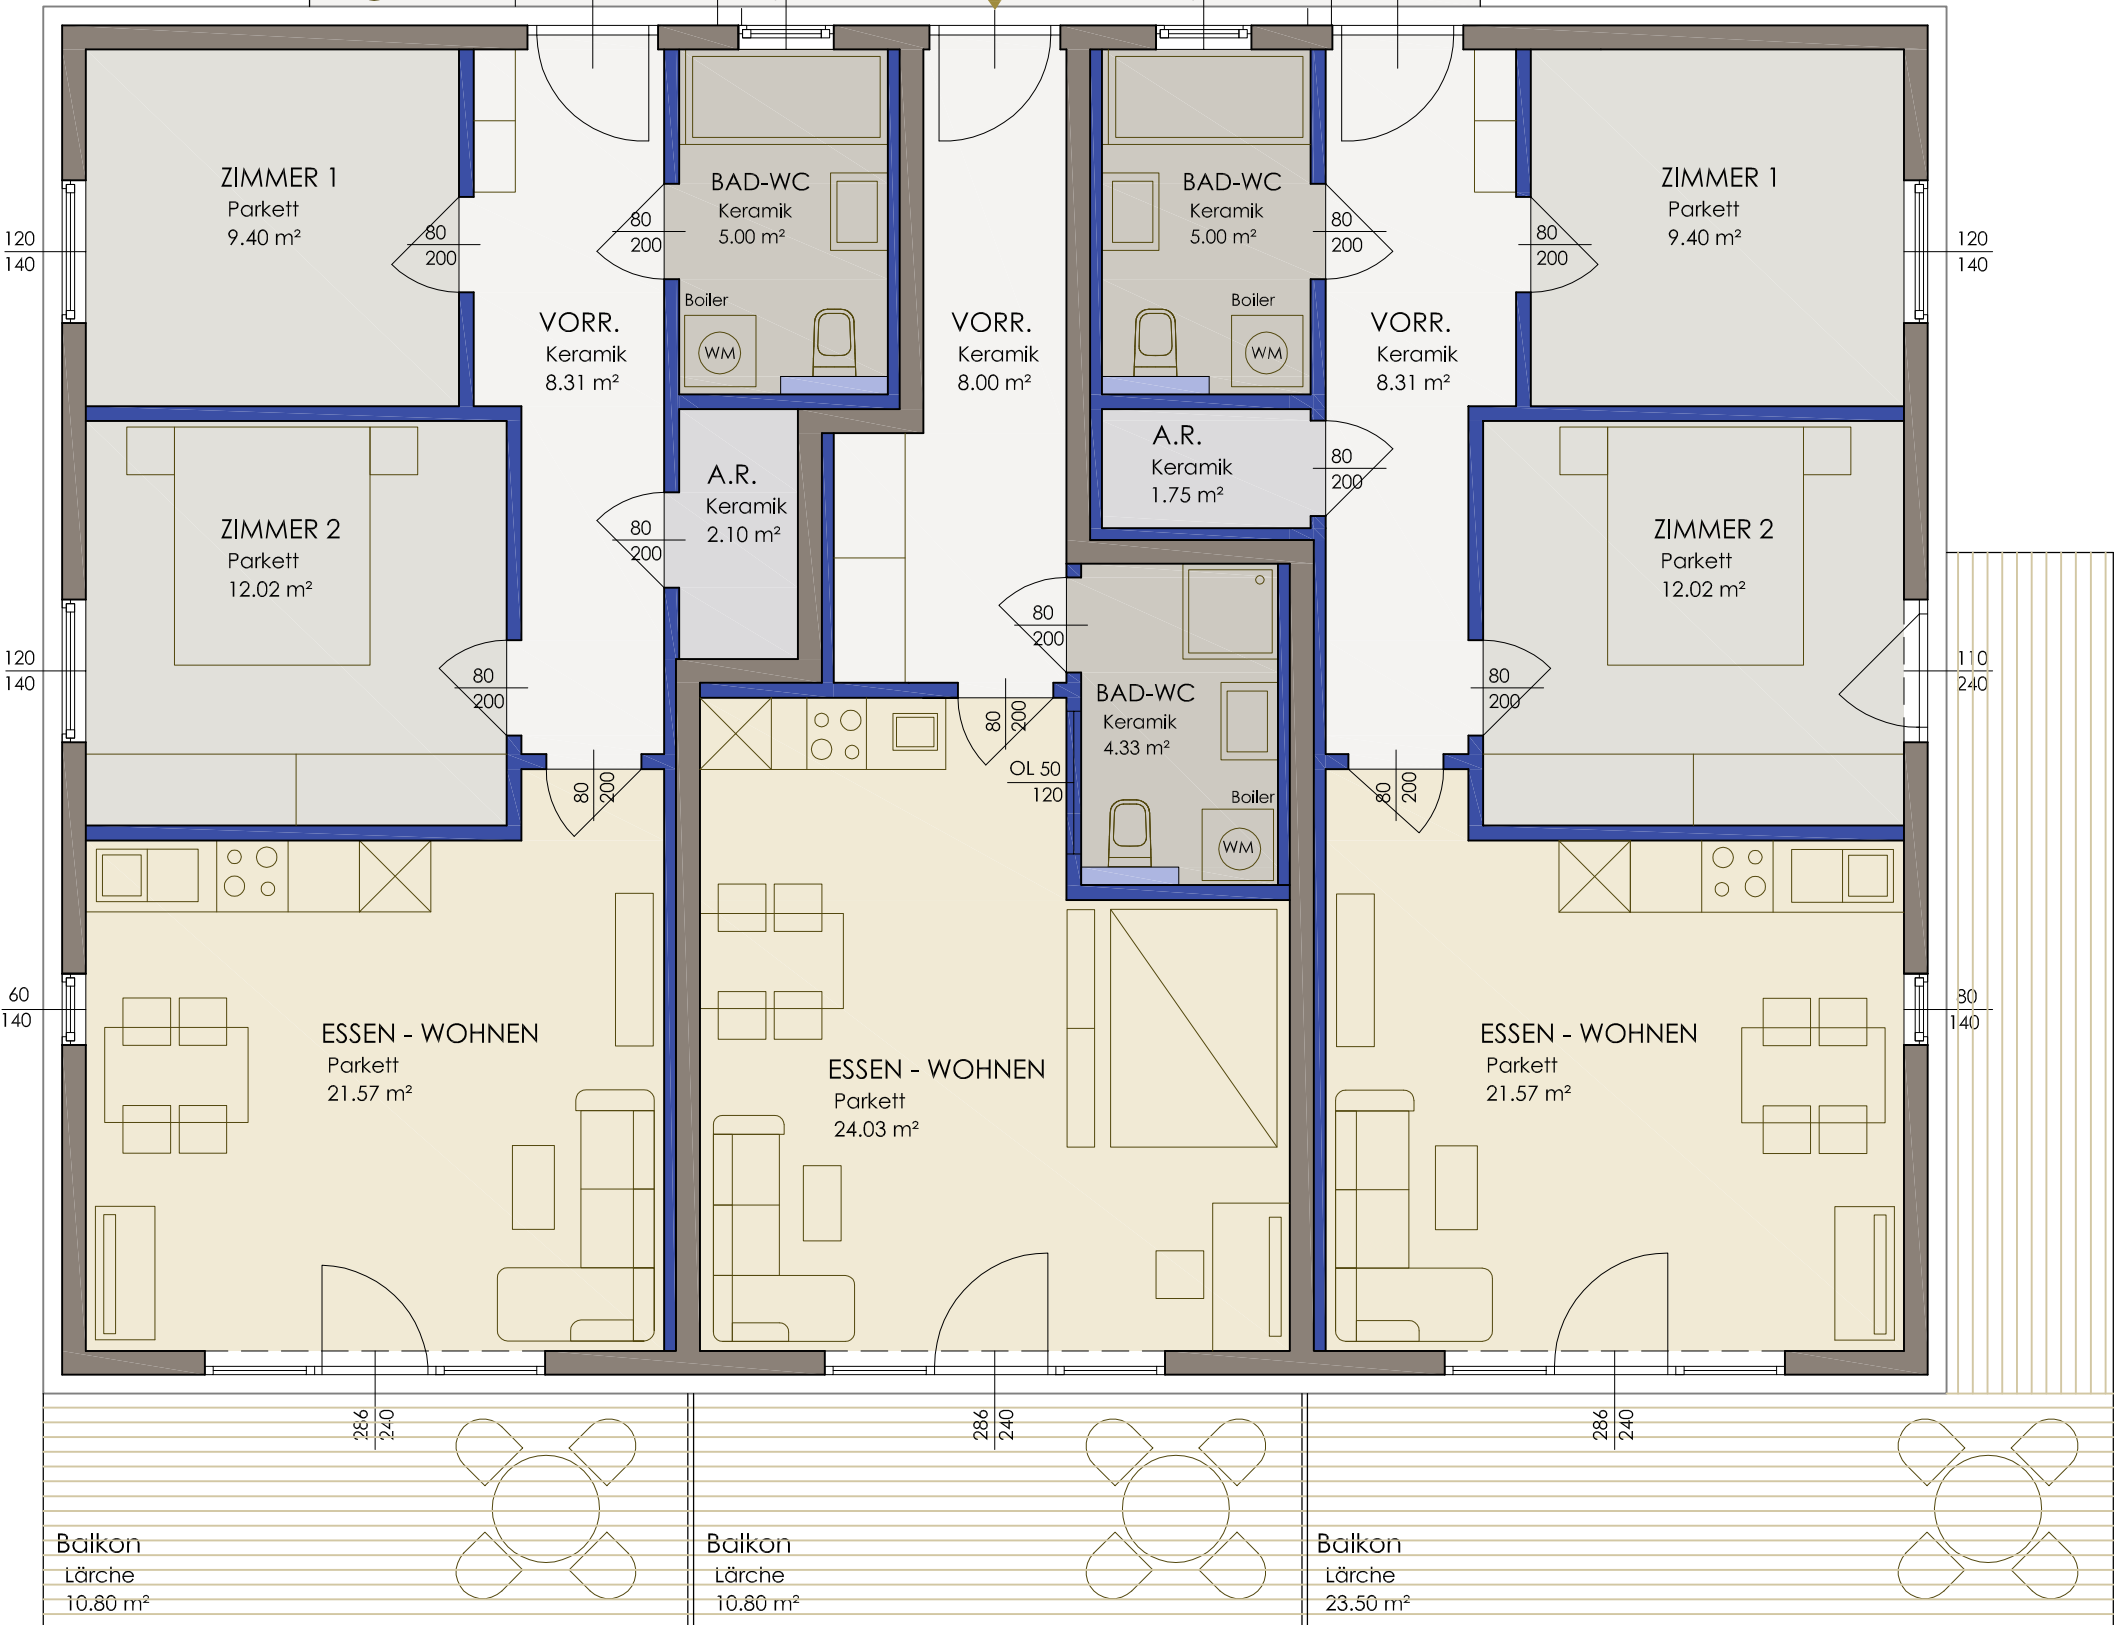 ZIMMER 1
Parkett
9.40 m²
120
140
80
200
VORR.
Keramik
8.31 m²
80
200
BAD-WC
Keramik
5.00 m²
Boiler
WM
ZIMMER 2
Parkett
12.02 m²
120
140
80
200
80
200
A.R.
Keramik
2.10 m²
80
200
60
140
ESSEN - WOHNEN
Parkett
21.57 m²
286
240
Balkon
Lärche
10.80 m²
VORR.
Keramik
8.00 m²
80
200
BAD-WC
Keramik
4.33 m²
Boiler
WM
80
200
OL 50
120
ESSEN - WOHNEN
Parkett
24.03 m²
286
240
Balkon
Lärche
10.80 m²
BAD-WC
Keramik
5.00 m²
Boiler
WM
80
200
VORR.
Keramik
8.31 m²
80
200
ZIMMER 1
Parkett
9.40 m²
120
140
A.R.
Keramik
1.75 m²
80
200
ZIMMER 2
Parkett
12.02 m²
80
200
110
240
80
200
ESSEN - WOHNEN
Parkett
21.57 m²
80
140
286
240
Balkon
Lärche
23.50 m²